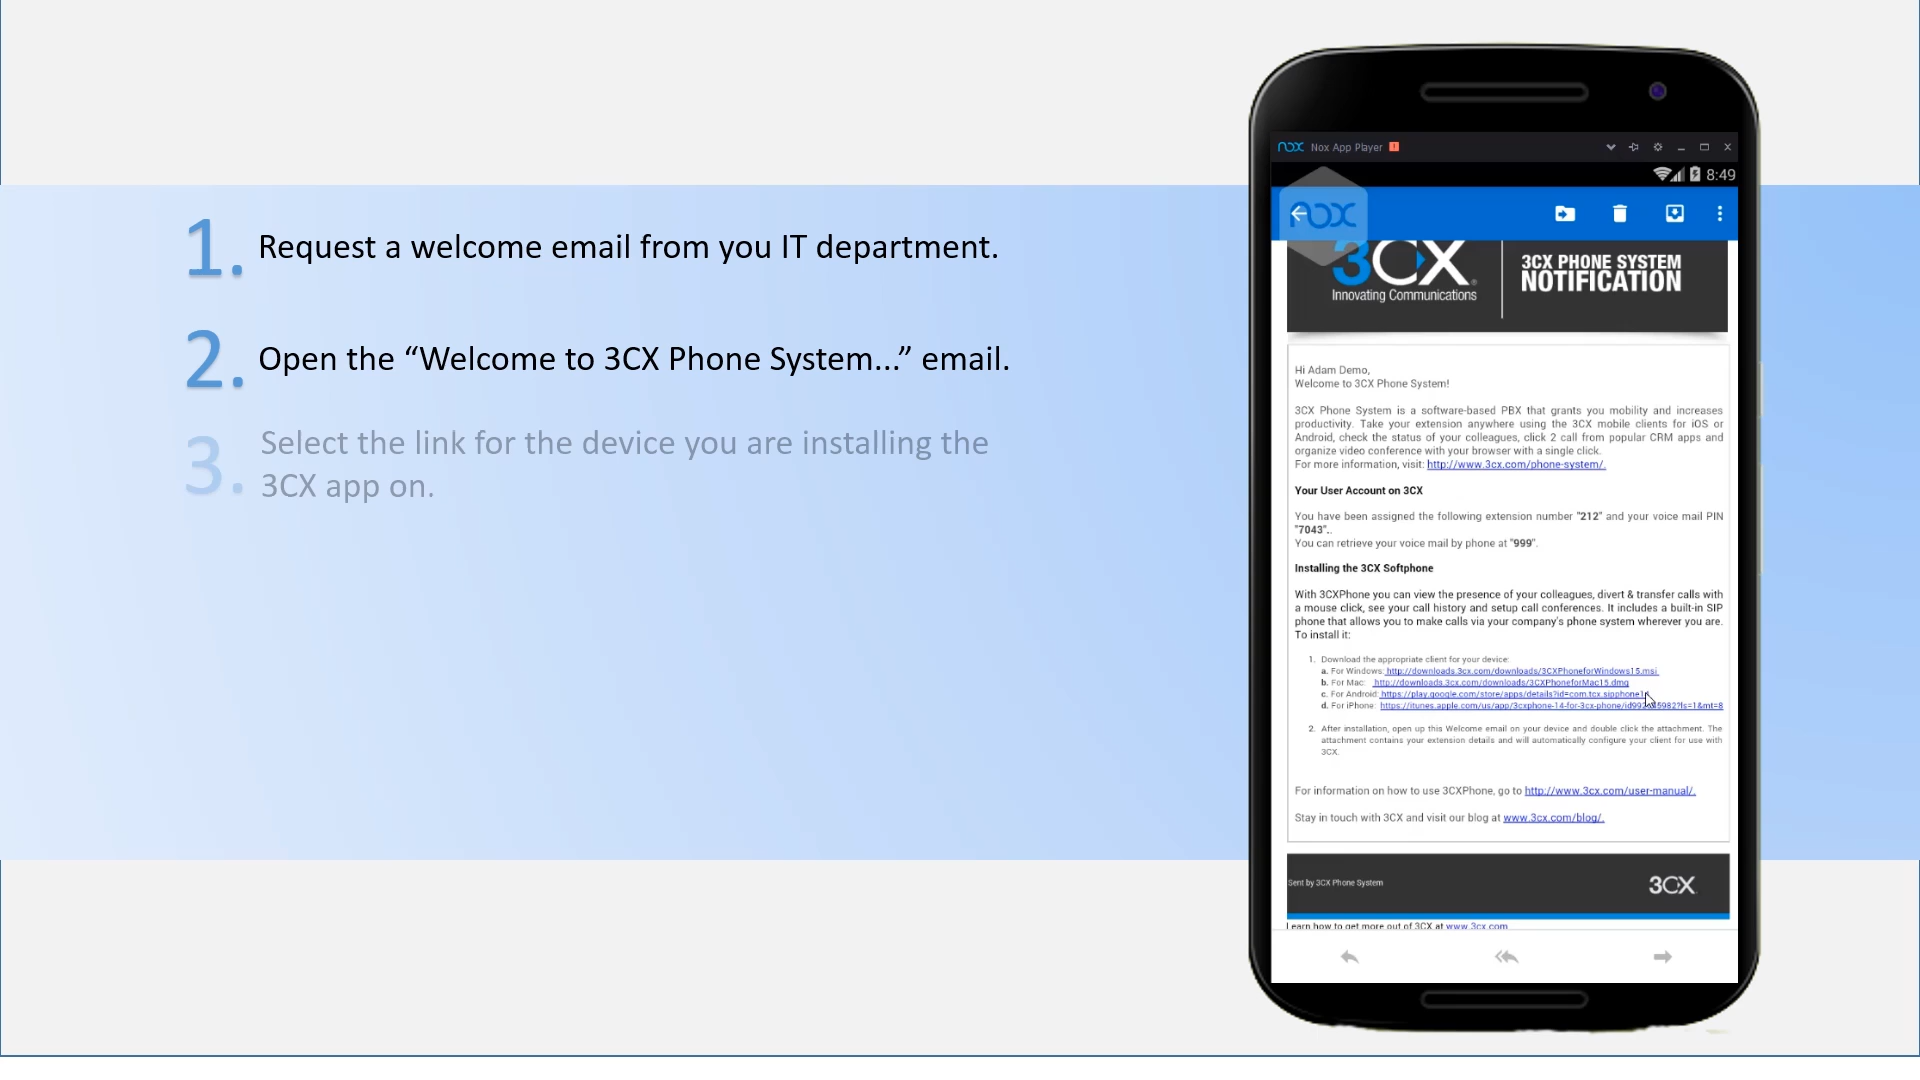 1. Request a welcome email from you IT department.
2. Open the “Welcome to 3CX Phone System...” email.
3. Select the link for the device you are installing the
3CX app on.
nox Nox App Player !
8:49
nox
3CX
Innovating Communications
3CX PHONE SYSTEM
NOTIFICATION
Hi Adam Demo,
Welcome to 3CX Phone System!
3CX Phone System is a software-based PBX that grants you mobility and increases
productivity. Take your extension anywhere using the 3CX mobile clients for iOS or
Android, check the status of your colleagues, click 2 call from popular CRM apps and
organize video conference with your browser with a single click.
For more information, visit: http://www.3cx.com/phone-system/.
Your User Account on 3CX
You have been assigned the following extension number "212" and your voice mail PIN
"7043".
You can retrieve your voice mail by phone at "999".
Installing the 3CX Softphone
With 3CXPhone you can view the presence of your colleagues, divert & transfer calls with
a mouse click, see your call history and setup call conferences. It includes a built-in SIP
phone that allows you to make calls via your company's phone system wherever you are.
To install it:
1. Download the appropriate client for your device:
a. For Windows: http://downloads.3cx.com/downloads/3CXPhoneforWindows15.msi
b. For Mac: http://downloads.3cx.com/downloads/3CXPhoneforMac15.dmg
c. For Android:
d. For iPhone:
2. After installation, open up this Welcome email on your device and double click the attachment. The
attachment contains your extension details and will automatically configure your client for use with
3CX.
For information on how to use 3CXPhone, go to http://www.3cx.com/user-manual/.
Stay in touch with 3CX and visit our blog at www.3cx.com/blog/.
Sent by 3CX Phone System
3CX
Learn how to get more out of 3CX at www.3cx.com